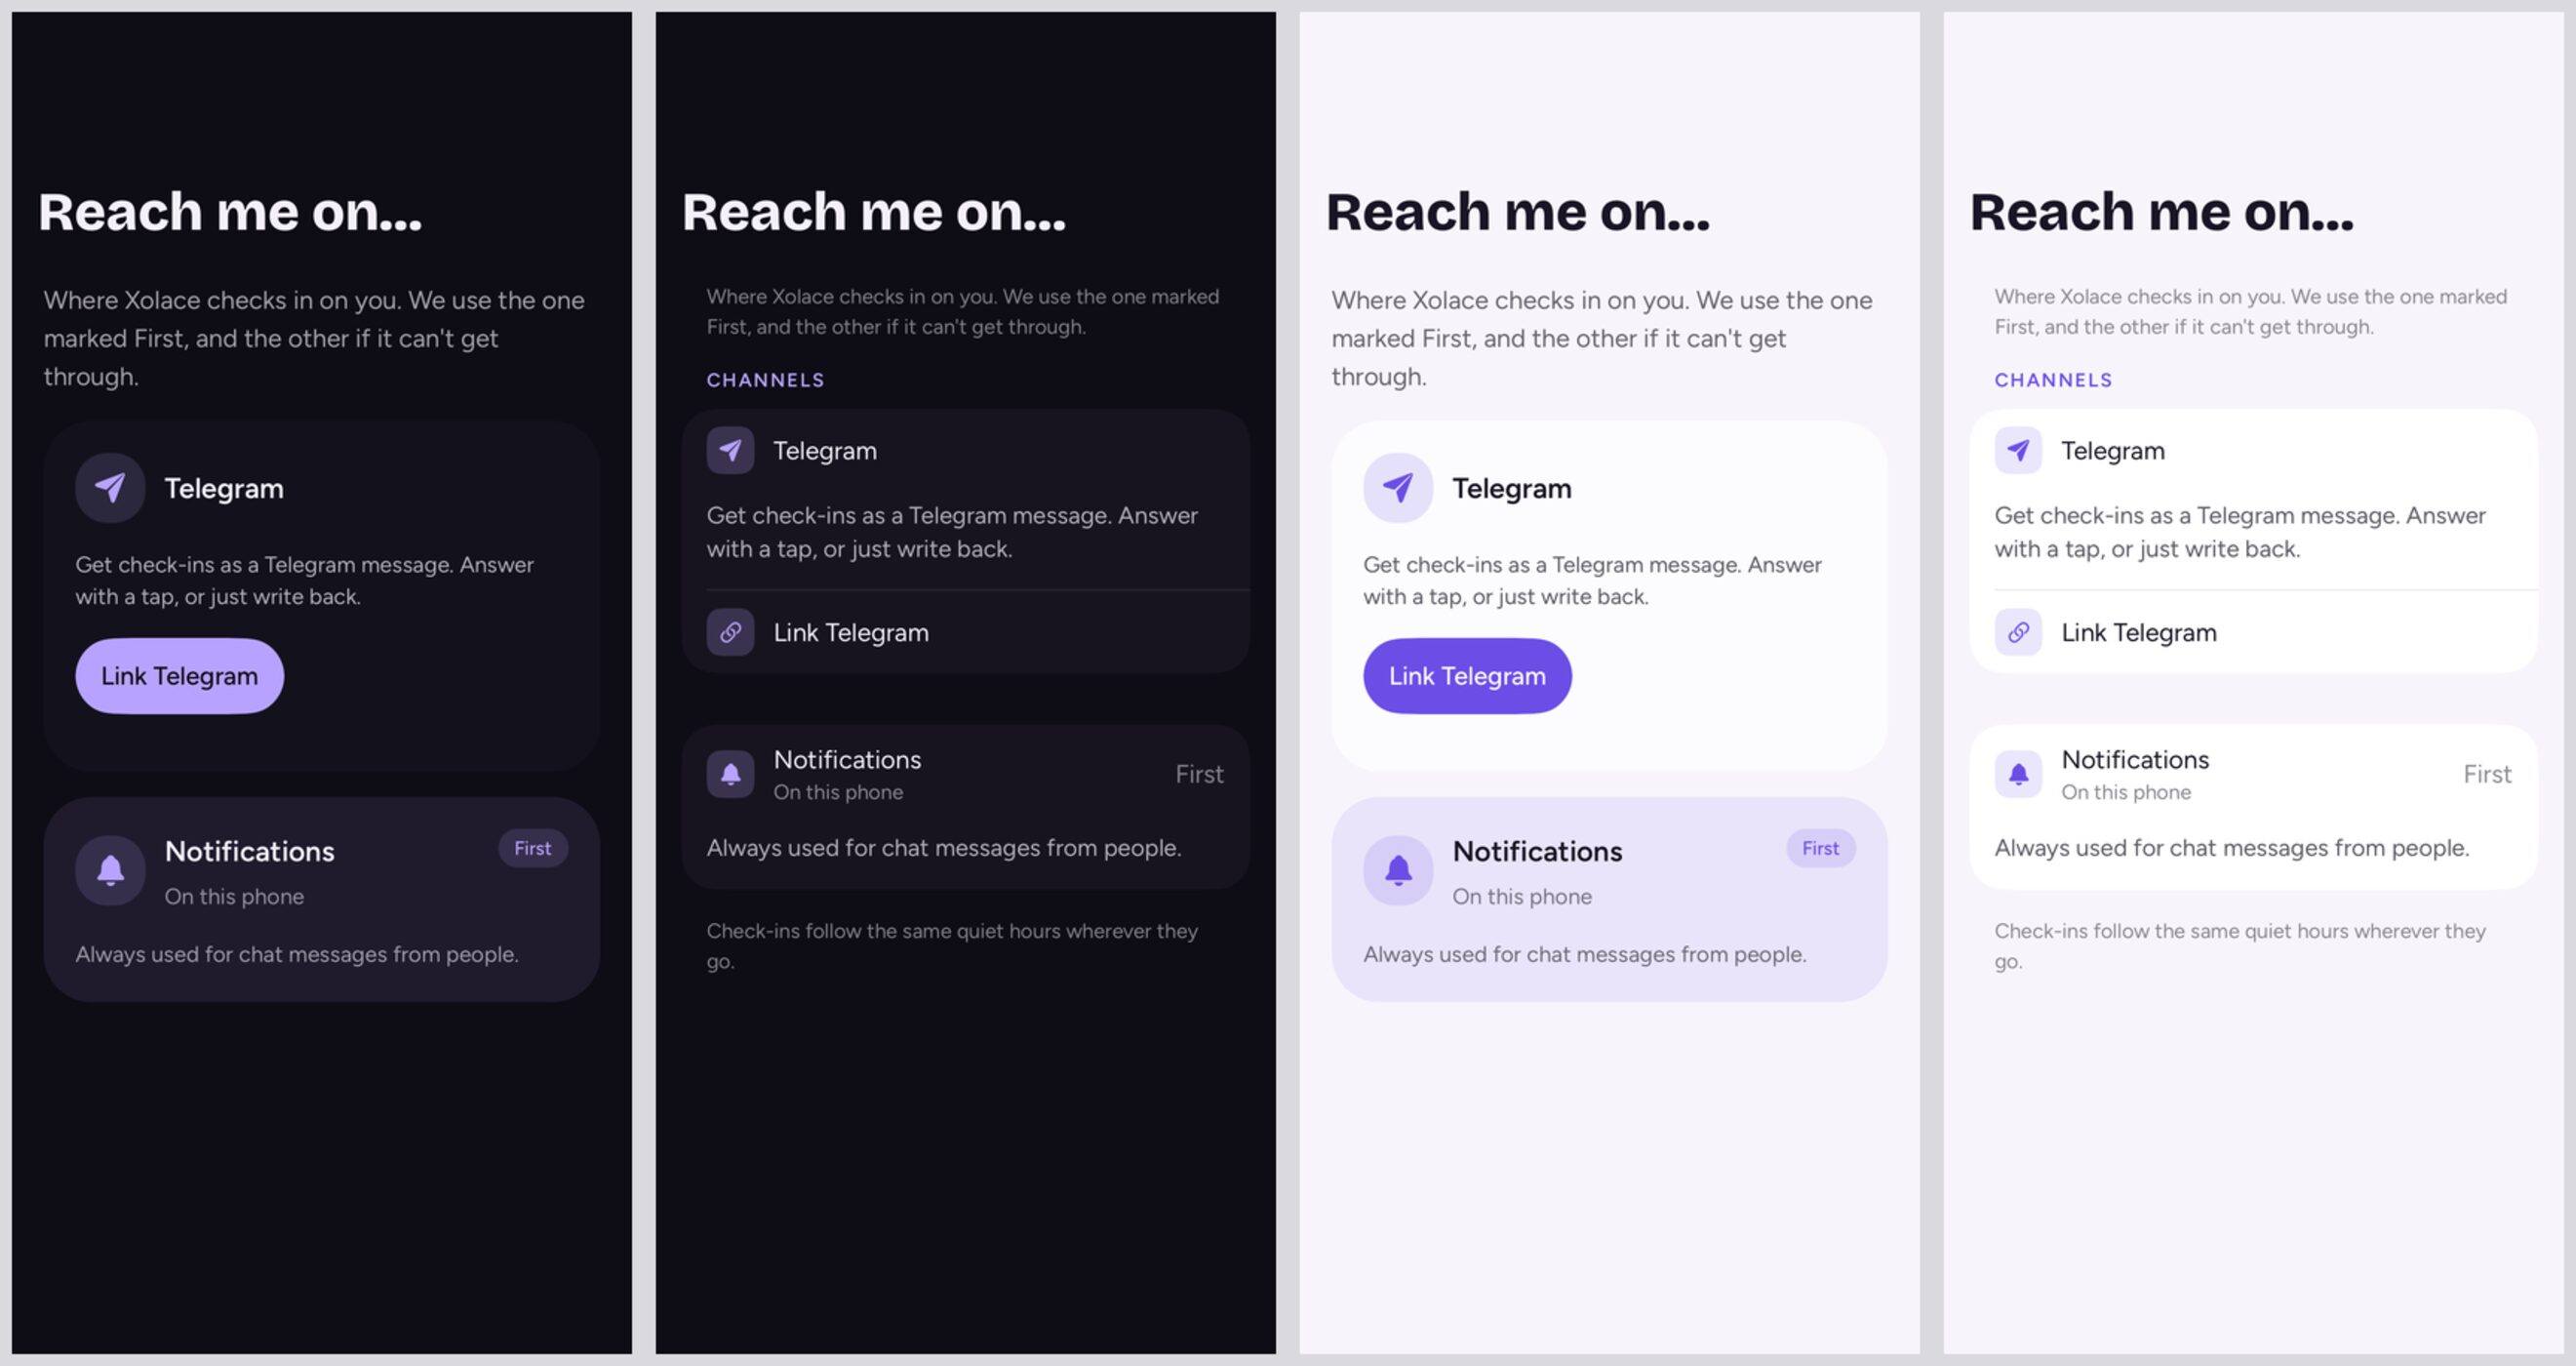 Reach me on...
Where Xolace checks in on you. We use the one
marked First, and the other if it can't get
through.
Telegram
Get check-ins as a Telegram message. Answer
with a tap, or just write back.
Link Telegram
Notifications
First
On this phone
Always used for chat messages from people.
Reach me on...
Where Xolace checks in on you. We use the one marked
First, and the other if it can't get through.
CHANNELS
Telegram
Get check-ins as a Telegram message. Answer
with a tap, or just write back.
Link Telegram
Notifications
On this phone
First
Always used for chat messages from people.
Check-ins follow the same quiet hours wherever they
go.
Reach me on...
Where Xolace checks in on you. We use the one
marked First, and the other if it can't get
through.
Telegram
Get check-ins as a Telegram message. Answer
with a tap, or just write back.
Link Telegram
Notifications
First
On this phone
Always used for chat messages from people.
Reach me on...
Where Xolace checks in on you. We use the one marked
First, and the other if it can't get through.
CHANNELS
Telegram
Get check-ins as a Telegram message. Answer
with a tap, or just write back.
Link Telegram
Notifications
On this phone
First
Always used for chat messages from people.
Check-ins follow the same quiet hours wherever they
go.